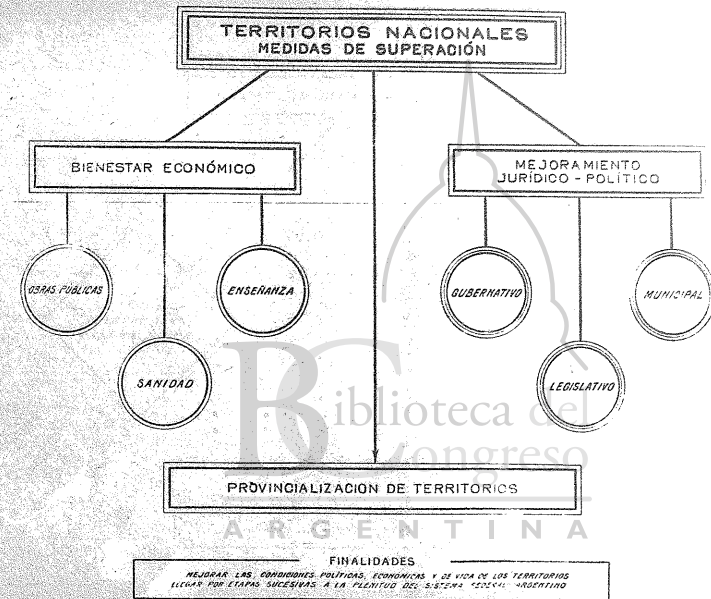 TERRITORIOS NACIONALES
MEDIDAS DE SUPERACIÓN
BIENESTAR ECONÓMICO
MEJORAMIENTO
JURÍDICO - POLÍTICO
OBRAS PÚBLICAS
ENSEÑANZA
GUBERNATIVO
MUNICIPAL
SANIDAD
LEGISLATIVO
Biblioteca del
Congreso
ARGENTINA
PROVINCIALIZACION DE TERRITORIOS
FINALIDADES
MEJORAR LAS CONDICIONES POLÍTICAS, ECONÓMICAS Y DE VIDA DE LOS TERRITORIOS
LLEGAR POR ETAPAS SUCESIVAS A LA PLENITUD DEL SISTEMA FEDERAL ARGENTINO